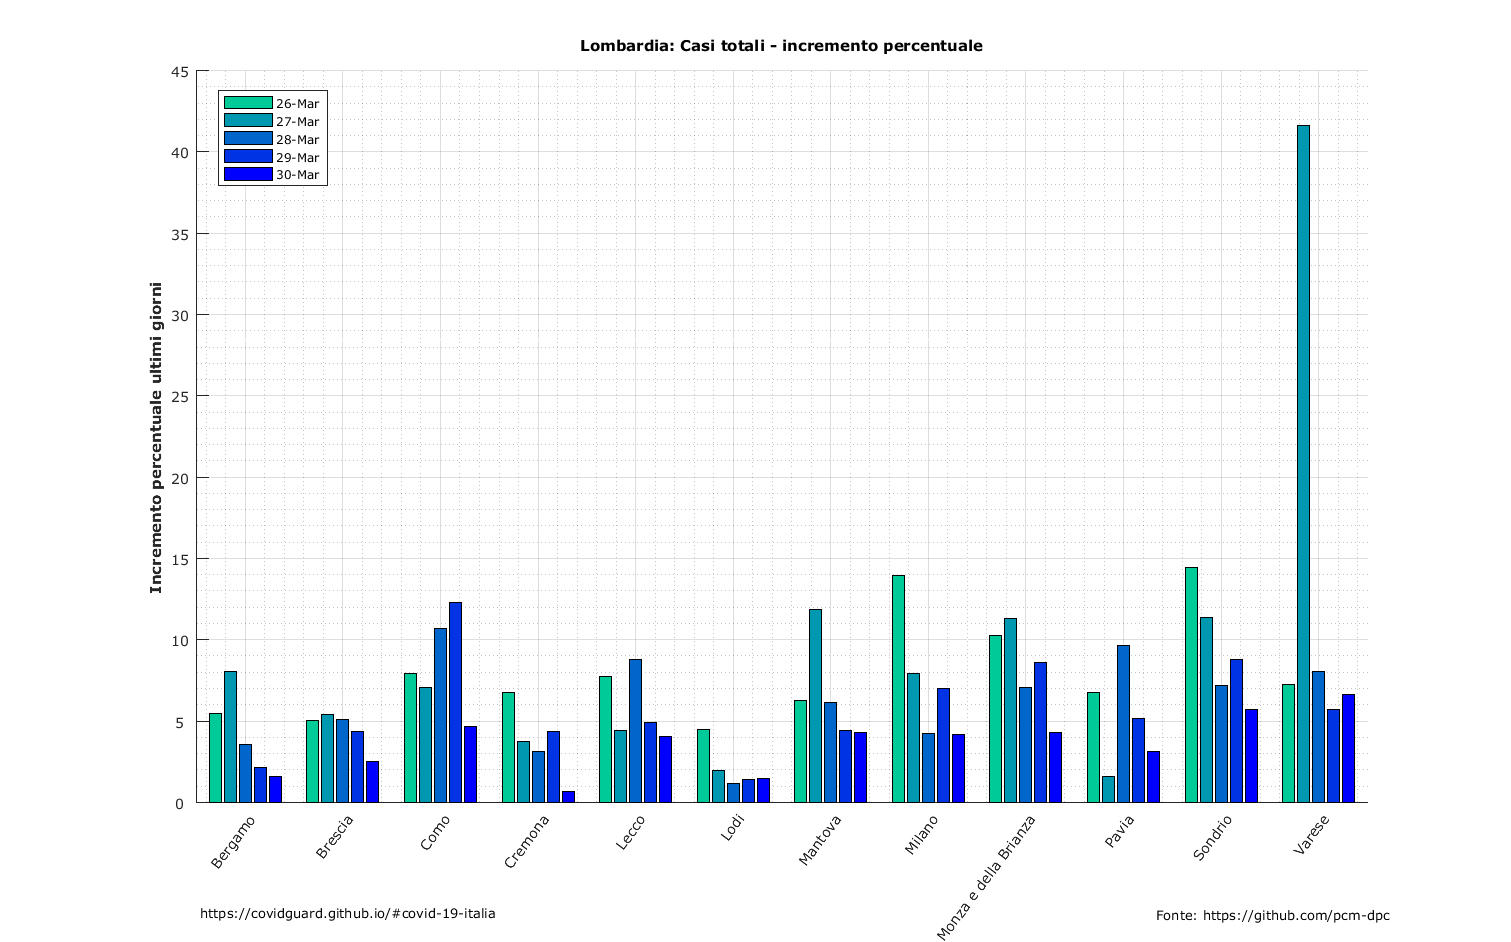 Lombardia: Casi totali - incremento percentuale
45
40
35
30
25
20
15
10
5
0
Incremento percentuale ultimi giorni
26-Mar
27-Mar
28-Mar
29-Mar
30-Mar
Bergamo
Brescia
Como
Cremona
Lecco
Lodi
Mantova
Milano
Monza e della Brianza
Pavia
Sondrio
Varese
https://covidguard.github.io/#covid-19-italia
Fonte: https://github.com/pcm-dpc